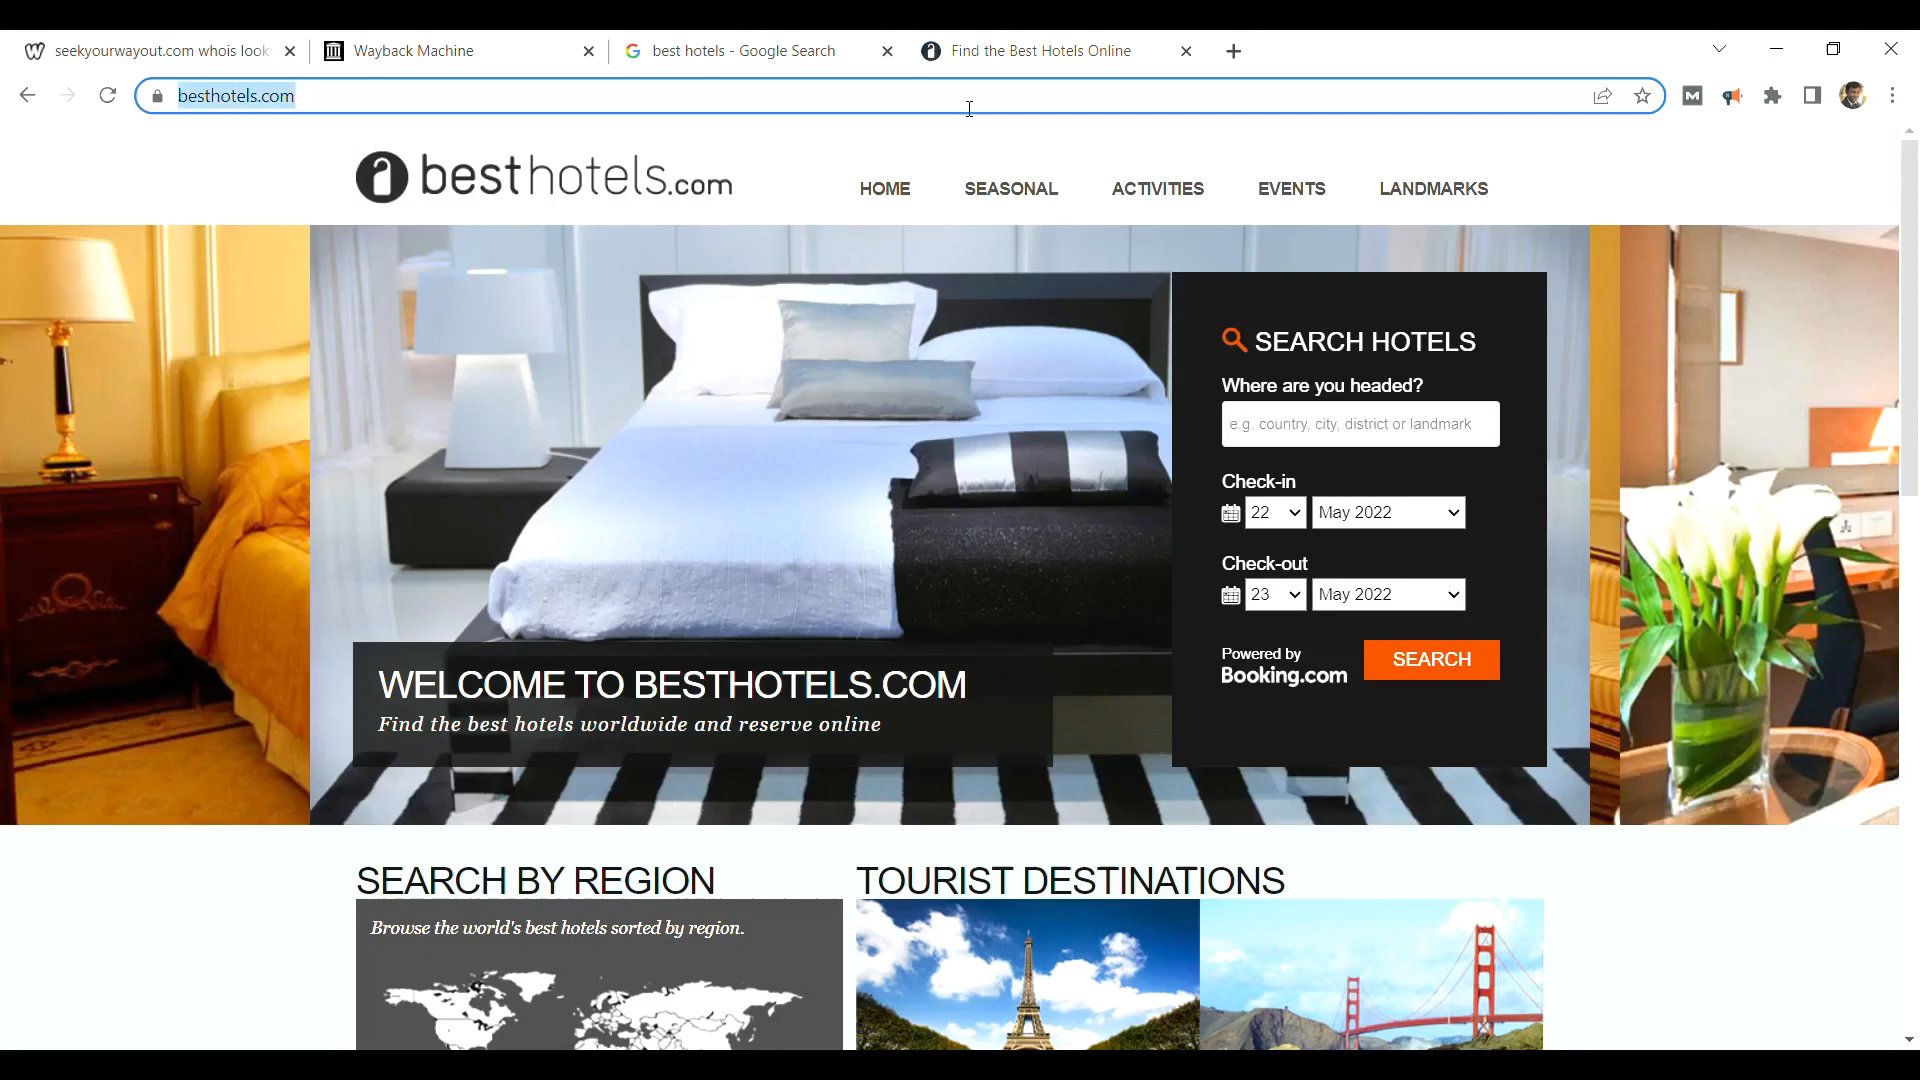 seekyourwayout.com whois look
Wayback Machine
best hotels - Google Search
Find the Best Hotels Online
besthotels.com
besthotels.com
HOME
SEASONAL
ACTIVITIES
EVENTS
LANDMARKS
SEARCH HOTELS
Where are you headed?
e.g. country, city, district or landmark
Check-in
22
May 2022
Check-out
23
May 2022
Powered by
Booking.com
SEARCH
WELCOME TO BESTHOTELS.COM
Find the best hotels worldwide and reserve online
SEARCH BY REGION
Browse the world's best hotels sorted by region.
TOURIST DESTINATIONS